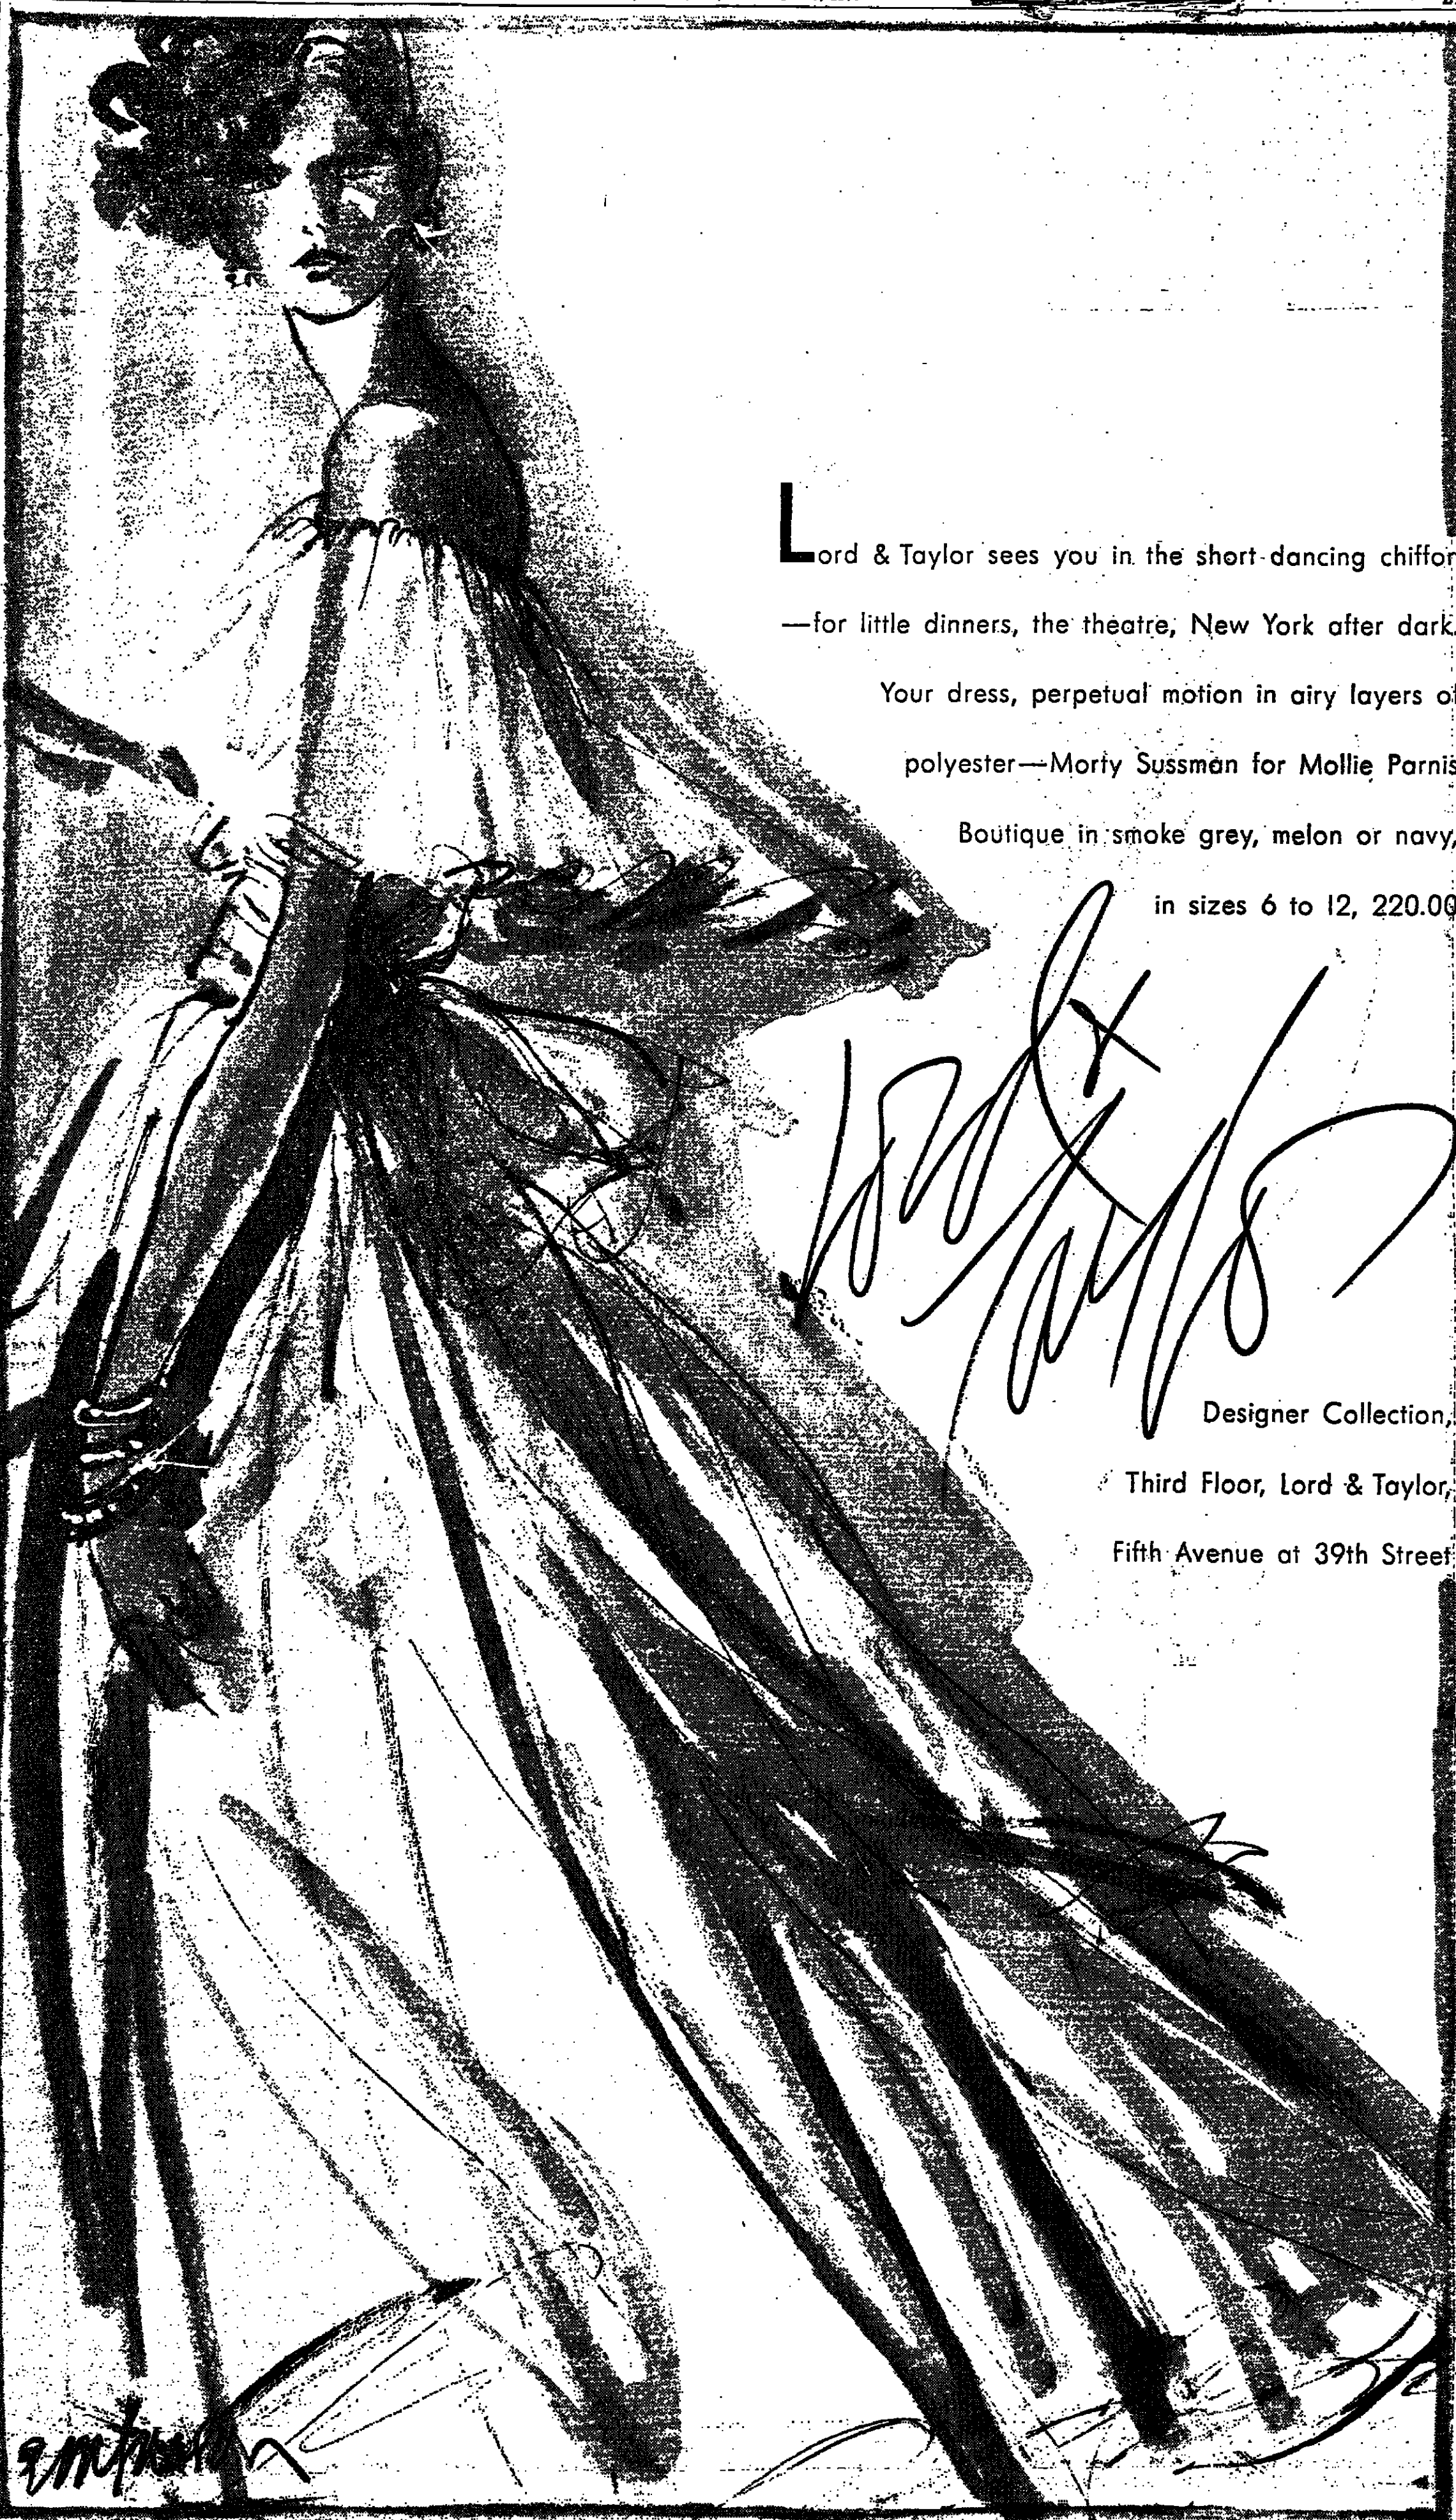 Lord & Taylor sees you in the short-dancing chiffon
—for little dinners, the theatre, New York after dark.
Your dress, perpetual motion in airy layers of
polyester—Morty Sussman for Mollie Parnis
Boutique in smoke grey, melon or navy,
in sizes 6 to 12, 220.00
Lord & Taylor
Designer Collection,
Third Floor, Lord & Taylor,
Fifth Avenue at 39th Street